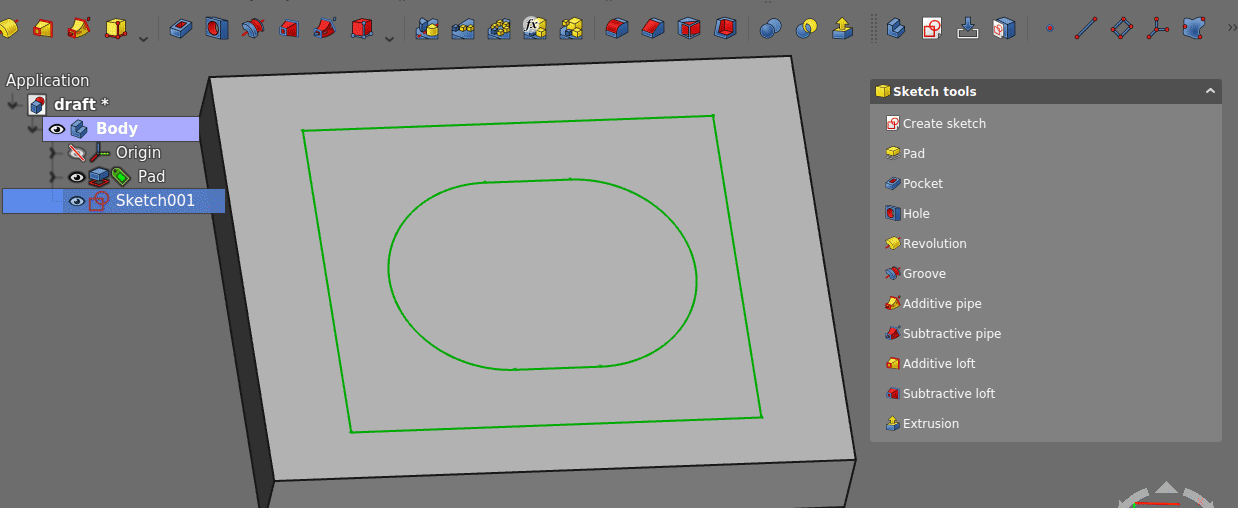 fx
Application
draft *
Body
Origin
Pad
Sketch001
Sketch tools
Create sketch
Pad
Pocket
Hole
Revolution
Groove
Additive pipe
Subtractive pipe
Additive loft
Subtractive loft
Extrusion